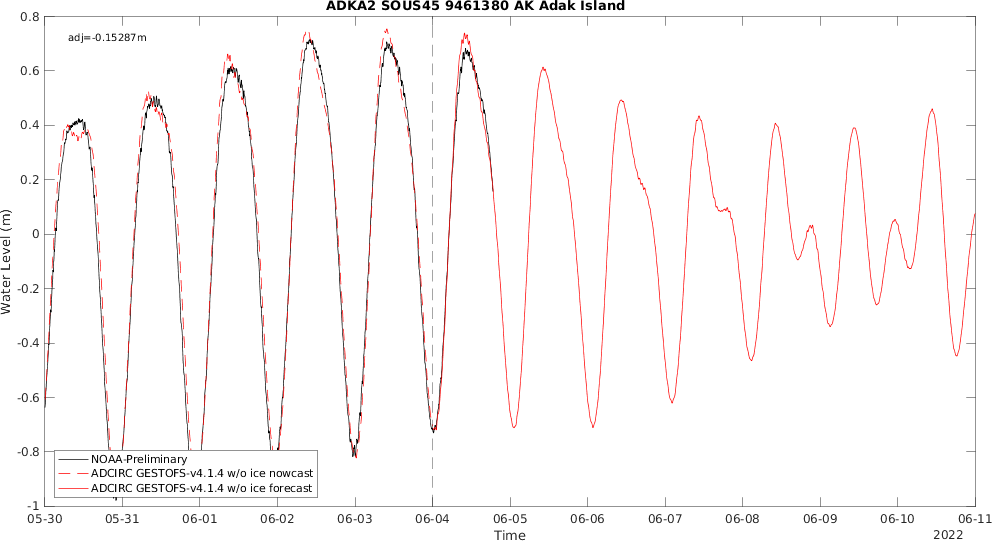 ADKA2 SOUS45 9461380 AK Adak Island
adj=-0.15287m
0.8
0.6
0.4
0.2
0
-0.2
-0.4
-0.6
-0.8
-1
Water Level (m)
NOAA-Preliminary
ADCIRC GESTOFS-v4.1.4 w/o ice nowcast
ADCIRC GESTOFS-v4.1.4 w/o ice forecast
05-30 05-31 06-01 06-02 06-03 06-04 06-05 06-06 06-07 06-08 06-09 06-10 06-11
Time
2022